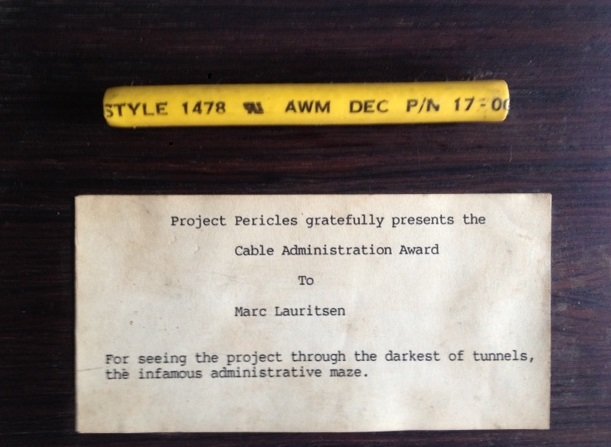 STYLE 1478 AWM DEC P/N 17-00
Project Pericles gratefully presents the
Cable Administration Award
To
Marc Lauritsen
For seeing the project through the darkest of tunnels,
the infamous administrative maze.